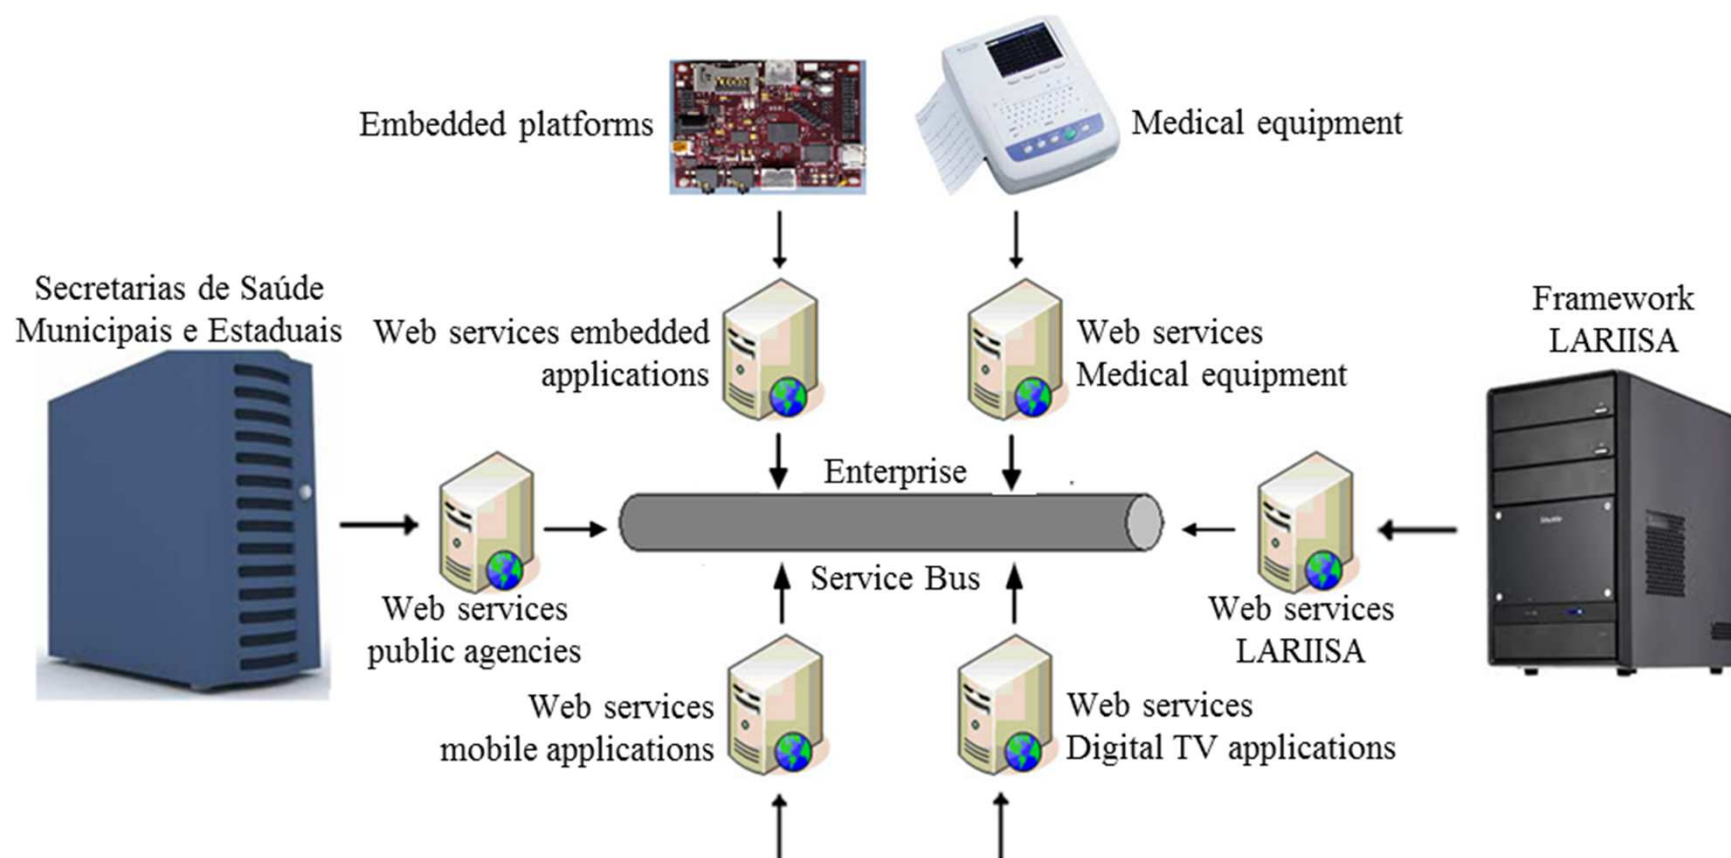 Embedded platforms
Medical equipment
Secretarias de Saúde
Municipais e Estaduais
Web services embedded
applications
Web services
Medical equipment
Framework
LARIISA
Enterprise
Service Bus
Web services
public agencies
Web services
LARIISA
Web services
mobile applications
Web services
Digital TV applications